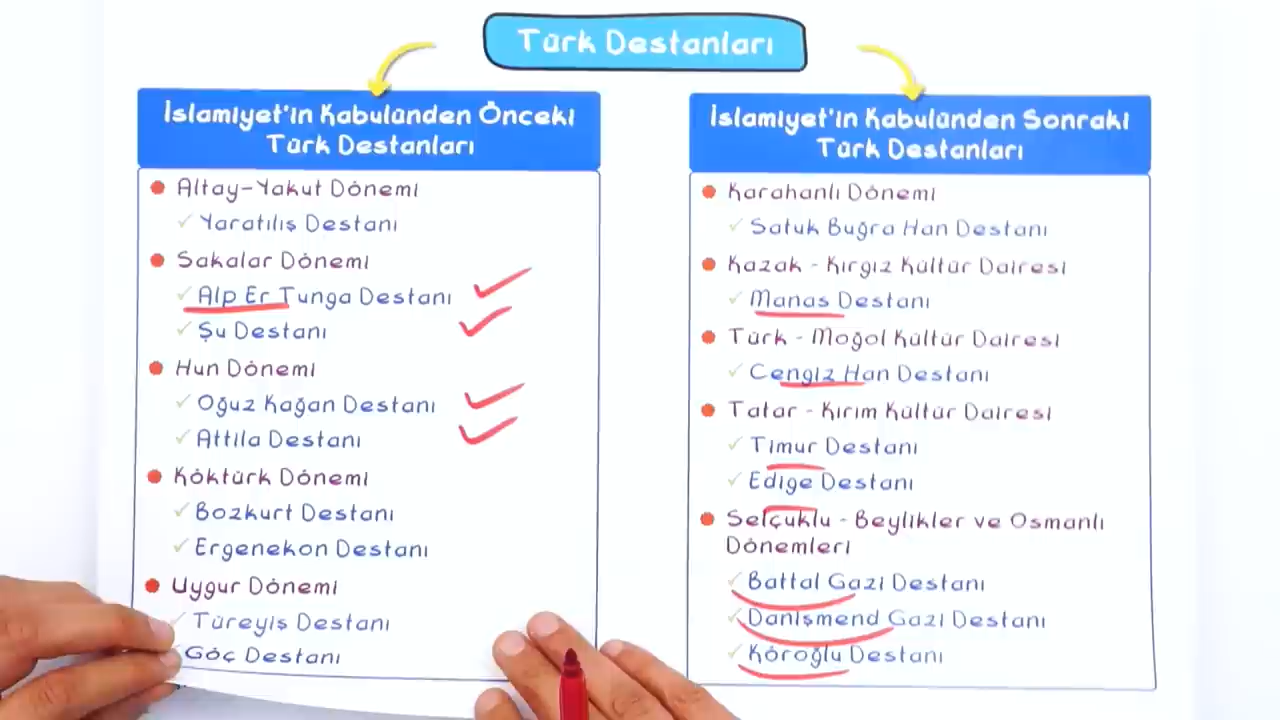 Türk Destanları
İslamiyet'in Kabulünden Önceki
Türk Destanları
Altay-Yakut Dönemi
Yaratılış Destanı
Sakalar Dönemi
Alp Er Tunga Destanı
Şu Destanı
Hun Dönemi
Oğuz Kağan Destanı
Attila Destanı
Köktürk Dönemi
Bozkurt Destanı
Ergenekon Destanı
Uygur Dönemi
Türeyiş Destanı
Göç Destanı
İslamiyet'in Kabulünden Sonraki
Türk Destanları
Karahanlı Dönemi
Satuk Buğra Han Destanı
Kazak - Kırgız Kültür Dairesi
Manas Destanı
Türk - Moğol Kültür Dairesi
Cengiz Han Destanı
Tatar - Kırım Kültür Dairesi
Timur Destanı
Edige Destanı
Selçuklu - Beylikler ve Osmanlı
Dönemleri
Battal Gazi Destanı
Danişmend Gazi Destanı
Köroğlu Destanı